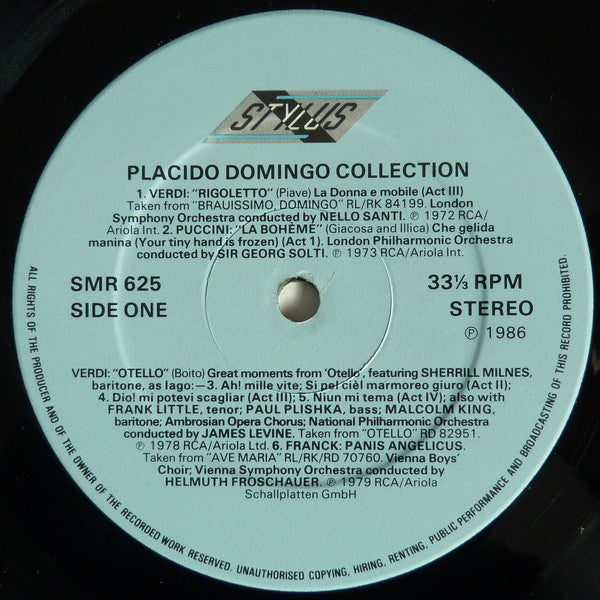 STYLUS
PLACIDO DOMINGO COLLECTION
1. VERDI: "RIGOLETTO" (Piave) La Donna e mobile (Act III)
Taken from "BRAUISSIMO, DOMINGO" RL/RK 84199. London
Symphony Orchestra conducted by NELLO SANTI. ℗ 1972 RCA/
Ariola Int. 2. PUCCINI: "LA BOHÈME" (Giacosa and Illica) Che gelida
manina (Your tiny hand is frozen) (Act 1). London Philharmonic Orchestra
conducted by SIR GEORG SOLTI. ℗ 1973 RCA/Ariola Int.
SMR 625
SIDE ONE
33⅓ RPM
STEREO
℗ 1986
VERDI: "OTELLO" (Boito) Great moments from 'Otello', featuring SHERRILL MILNES,
baritone, as Iago:—3. Ah! mille vite; Si pel cièl marmoreo giuro (Act II);
4. Dio! mi potevi scagliar (Act III); 5. Niun mi tema (Act IV); also with
FRANK LITTLE, tenor; PAUL PLISHKA, bass; MALCOLM KING,
baritone; Ambrosian Opera Chorus; National Philharmonic Orchestra
conducted by JAMES LEVINE. Taken from "OTELLO" RD 82951.
℗ 1978 RCA/Ariola Ltd. 6. FRANCK: PANIS ANGELICUS.
Taken from "AVE MARIA" RL/RK/RD 70760. Vienna Boys'
Choir; Vienna Symphony Orchestra conducted by
HELMUTH FROSCHAUER. ℗ 1979 RCA/Ariola
Schallplatten GmbH
ALL RIGHTS OF THE PRODUCER AND OF THE OWNER OF THE RECORDED WORK RESERVED. UNAUTHORISED COPYING, HIRING, RENTING, PUBLIC PERFORMANCE AND BROADCASTING OF THIS RECORD PROHIBITED.